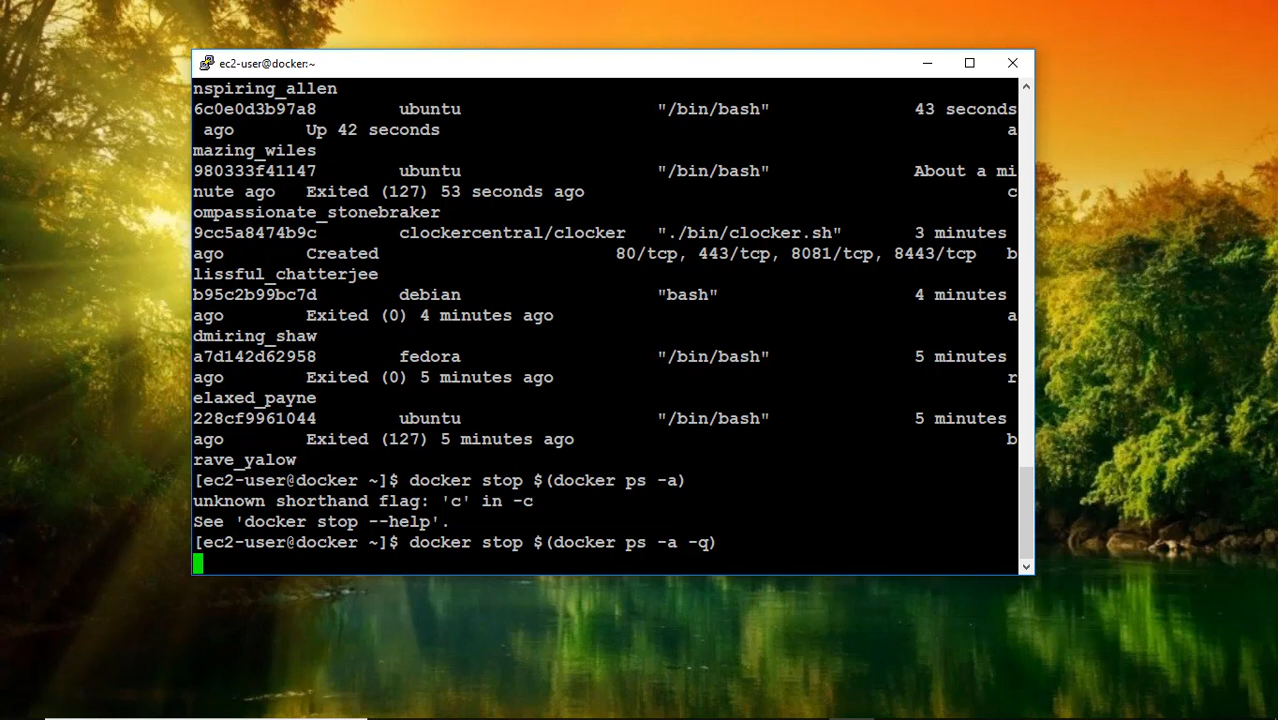 ec2-user@docker:~
nspiring_allen
6c0e0d3b97a8 ubuntu "/bin/bash" 43 seconds
ago Up 42 seconds a
mazing_wiles
980333f41147 ubuntu "/bin/bash" About a mi
nute ago Exited (127) 53 seconds ago c
ompassionate_stonebraker
9cc5a8474b9c clockercentral/clocker "./bin/clocker.sh" 3 minutes
ago Created 80/tcp, 443/tcp, 8081/tcp, 8443/tcp b
lissful_chatterjee
b95c2b99bc7d debian "bash" 4 minutes
ago Exited (0) 4 minutes ago a
dmiring_shaw
a7d142d62958 fedora "/bin/bash" 5 minutes
ago Exited (0) 5 minutes ago r
elaxed_payne
228cf9961044 ubuntu "/bin/bash" 5 minutes
ago Exited (127) 5 minutes ago b
rave_yalow
[ec2-user@docker ~]$ docker stop $(docker ps -a)
unknown shorthand flag: 'c' in -c
See 'docker stop --help'.
[ec2-user@docker ~]$ docker stop $(docker ps -a -q)